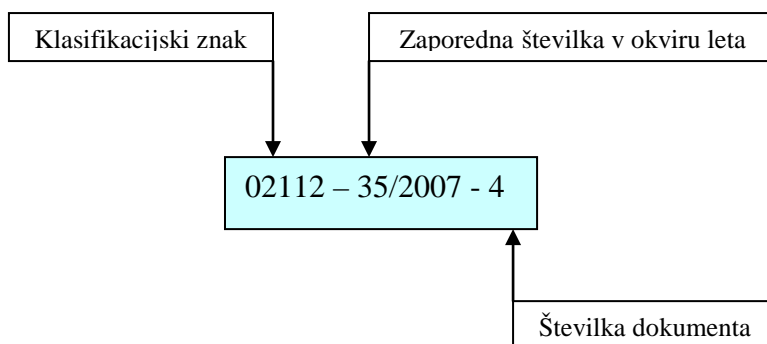 Klasifikacijski znak
Zaporedna številka v okviru leta
02112 – 35/2007 - 4
Številka dokumenta